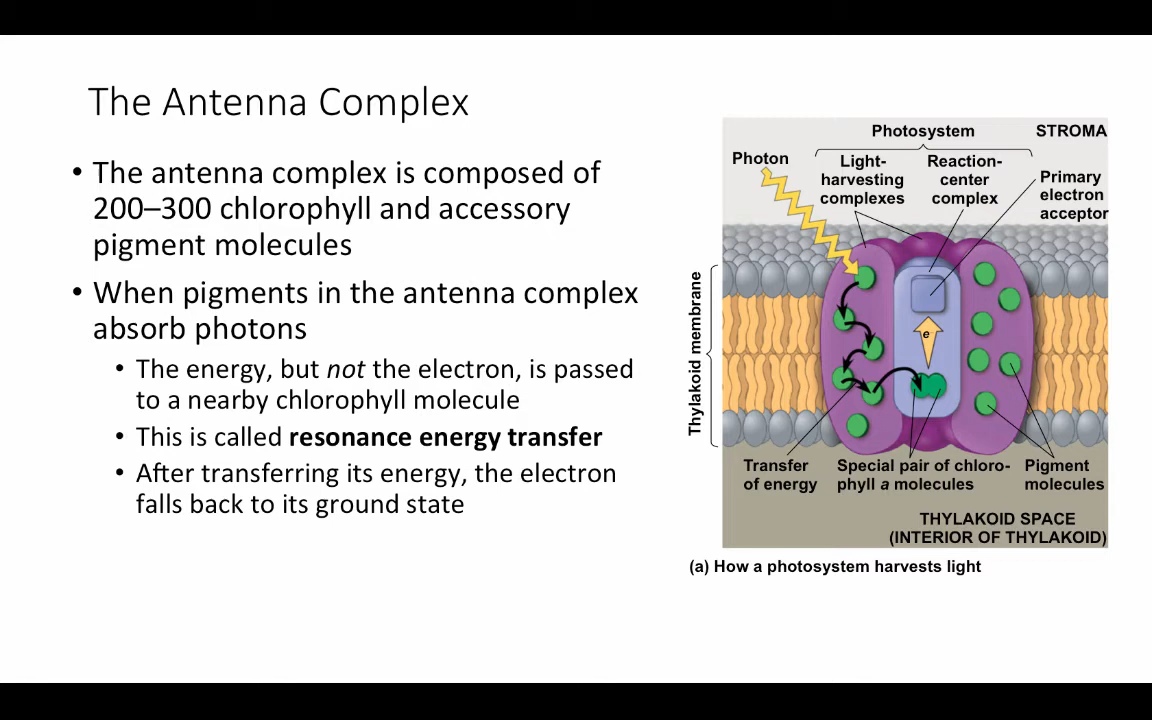 The Antenna Complex
• The antenna complex is composed of
200–300 chlorophyll and accessory
pigment molecules
• When pigments in the antenna complex
absorb photons
• The energy, but not the electron, is passed
to a nearby chlorophyll molecule
• This is called resonance energy transfer
• After transferring its energy, the electron
falls back to its ground state
Photosystem
STROMA
Photon
Light-
harvesting
complexes
Reaction-
center
complex
Primary
electron
acceptor
Thylakoid membrane
e
Transfer
of energy
Special pair of chloro-
phyll a molecules
Pigment
molecules
THYLAKOID SPACE
(INTERIOR OF THYLAKOID)
(a) How a photosystem harvests light